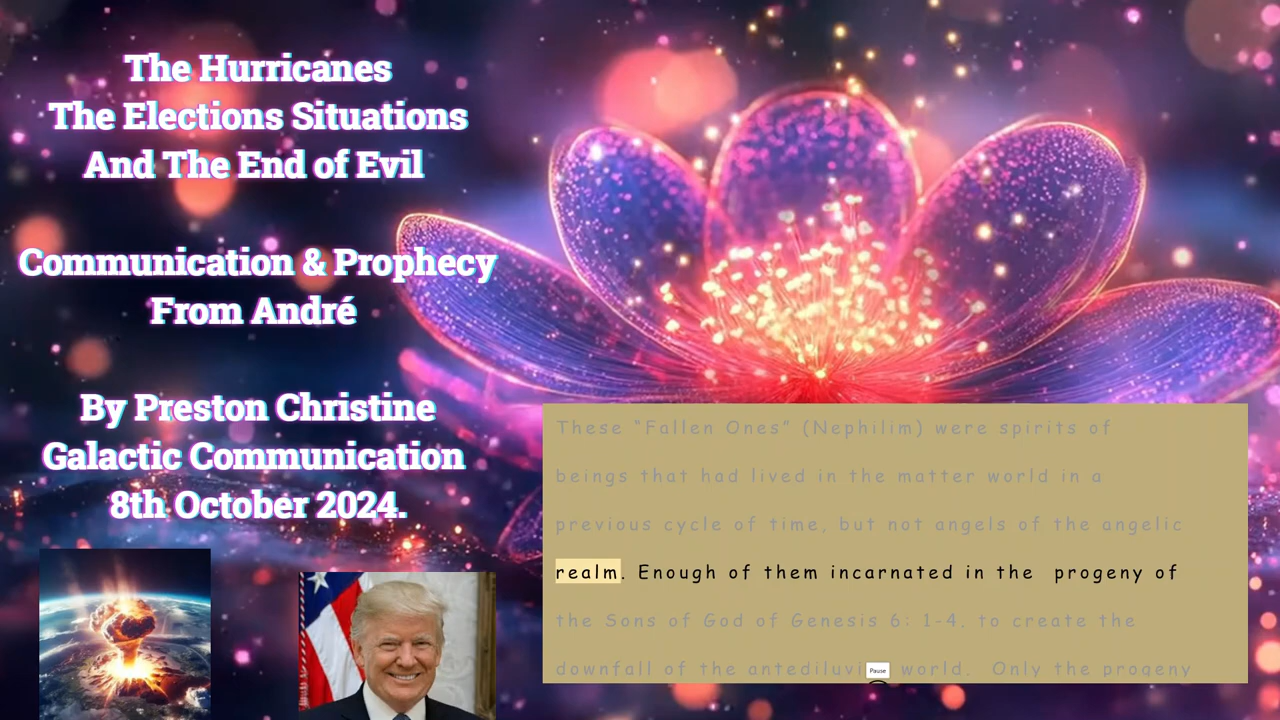 The Hurricanes
The Elections Situations
And The End of Evil
Communication & Prophecy
From André
By Preston Christine
Galactic Communication
8th October 2024.
These “Fallen Ones” (Nephilim) were spirits of
beings that had lived in the matter world in a
previous cycle of time, but not angels of the angelic
realm. Enough of them incarnated in the progeny of
the Sons of God of Genesis 6: 1-4, to create the
downfall of the world. Only the progeny
Pause